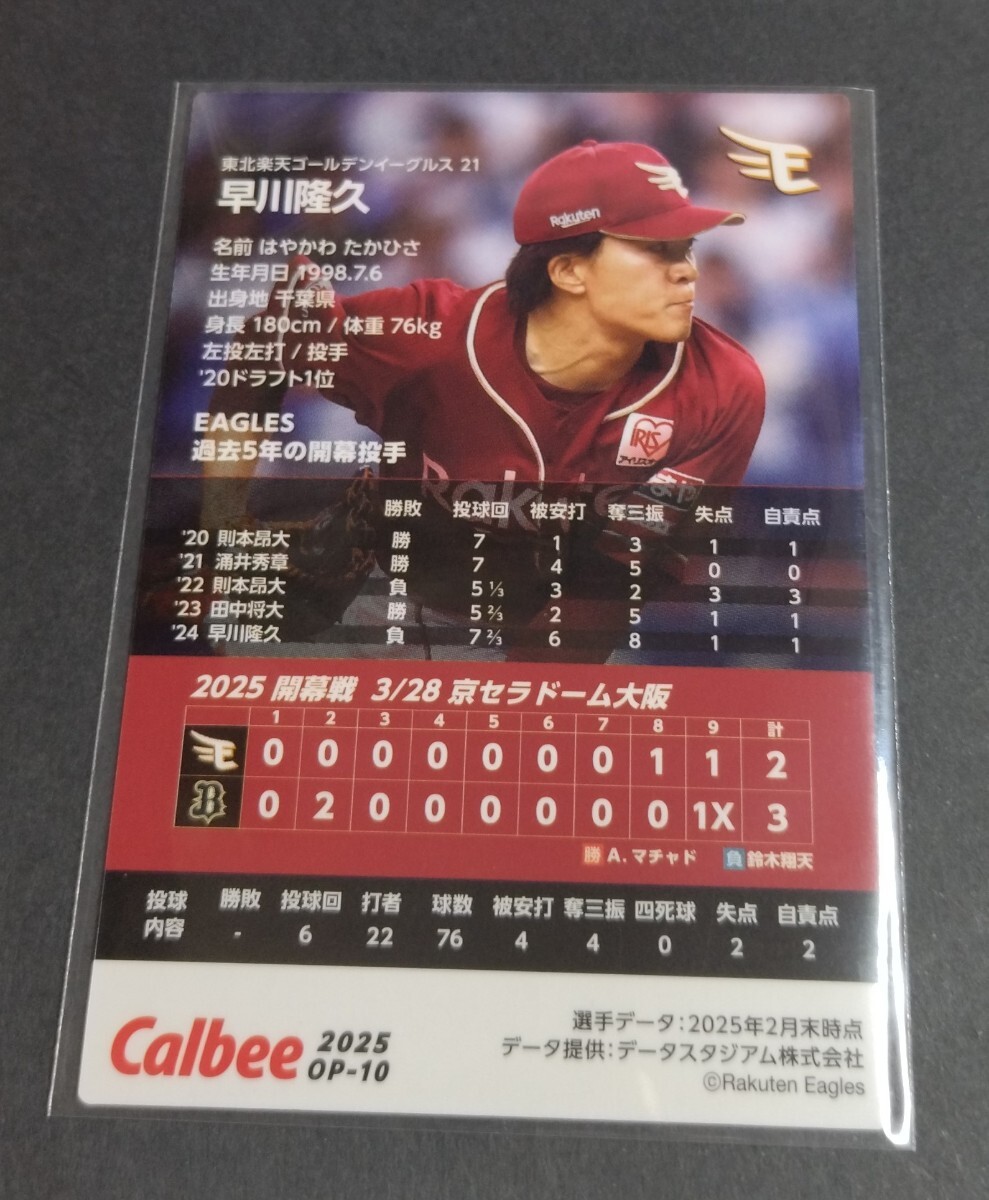 東北楽天ゴールデンイーグルス 21
早川隆久
Rakuten
名前 はやかわ たかひさ
生年月日 1998.7.6
出身地 千葉県
身長 180cm / 体重 76kg
左投左打 / 投手
'20ドラフト1位
IRIS
EAGLES
過去5年の開幕投手
勝敗 投球回 被安打 奪三振 失点 自責点
'20 則本昂大 勝 7 1 3 1 1
'21 涌井秀章 勝 7 4 5 0 0
'22 則本昂大 負 5 1/3 3 2 3 3
'23 田中将大 勝 5 2/3 2 5 1 1
'24 早川隆久 負 7 2/3 6 8 1 1
2025 開幕戦 3/28 京セラドーム大阪
1 2 3 4 5 6 7 8 9 計
E 0 0 0 0 0 0 0 1 1 2
B 0 2 0 0 0 0 0 0 1X 3
勝 A.マチャド 負 鈴木翔天
投球内容 勝敗 投球回 打者 球数 被安打 奪三振 四死球 失点 自責点
- 6 22 76 4 4 0 2 2
Calbee 2025
OP-10
選手データ:2025年2月末時点
データ提供:データスタジアム株式会社
©Rakuten Eagles